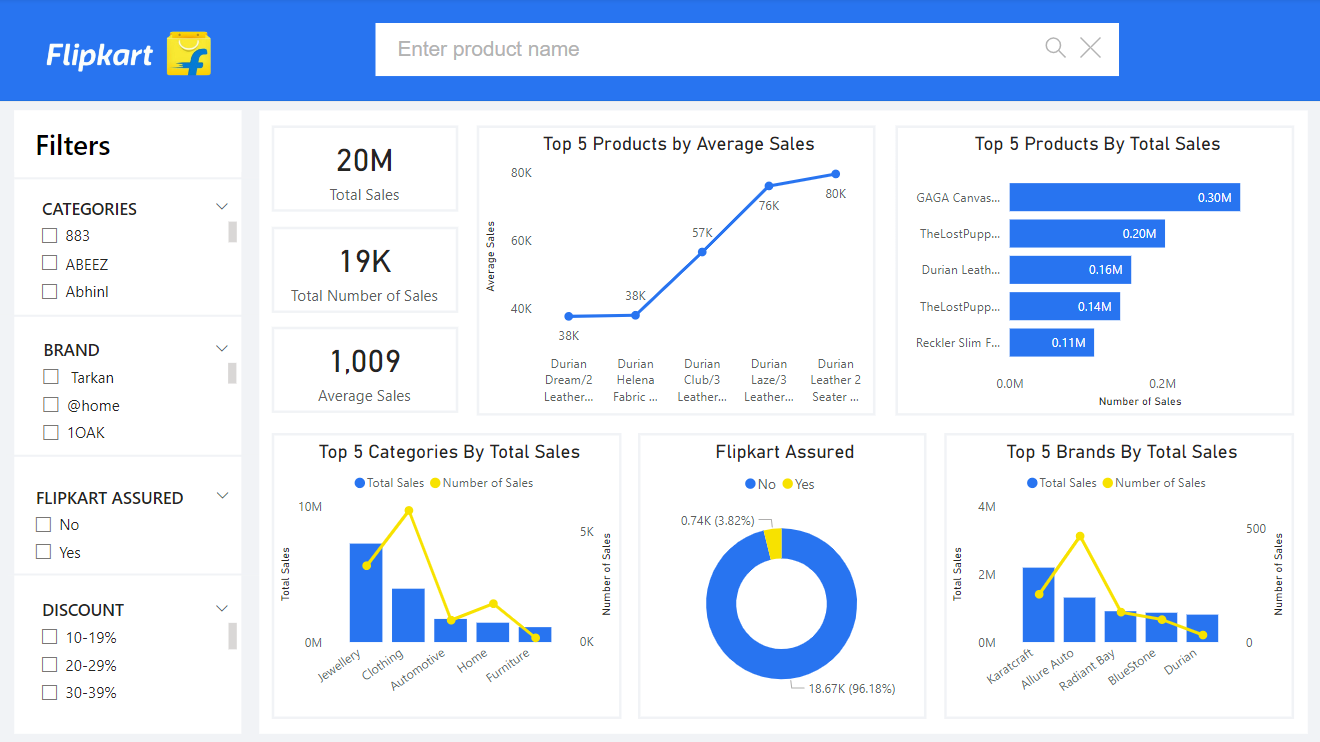 Flipkart
Enter product name
Filters
CATEGORIES
883
ABEEZ
Abhinl
BRAND
Tarkan
@home
1OAK
FLIPKART ASSURED
No
Yes
DISCOUNT
10-19%
20-29%
30-39%
20M
Total Sales
19K
Total Number of Sales
1,009
Average Sales
Top 5 Products by Average Sales
Average Sales
80K
60K
40K
38K
38K
57K
76K
80K
Durian Dream/2 Leather...
Durian Helena Fabric ...
Durian Club/3 Leather...
Durian Laze/3 Leather...
Durian Leather 2 Seater ...
Top 5 Products By Total Sales
GAGA Canvas... 0.30M
TheLostPupp... 0.20M
Durian Leath... 0.16M
TheLostPupp... 0.14M
Reckler Slim F... 0.11M
0.0M 0.2M
Number of Sales
Top 5 Categories By Total Sales
Total Sales Number of Sales
10M
0M
Total Sales
5K
0K
Number of Sales
Jewellery
Clothing
Automotive
Home
Furniture
Flipkart Assured
No Yes
0.74K (3.82%)
18.67K (96.18%)
Top 5 Brands By Total Sales
Total Sales Number of Sales
4M
2M
0M
Total Sales
500
0
Number of Sales
Karatcraft
Allure Auto
Radiant Bay
BlueStone
Durian